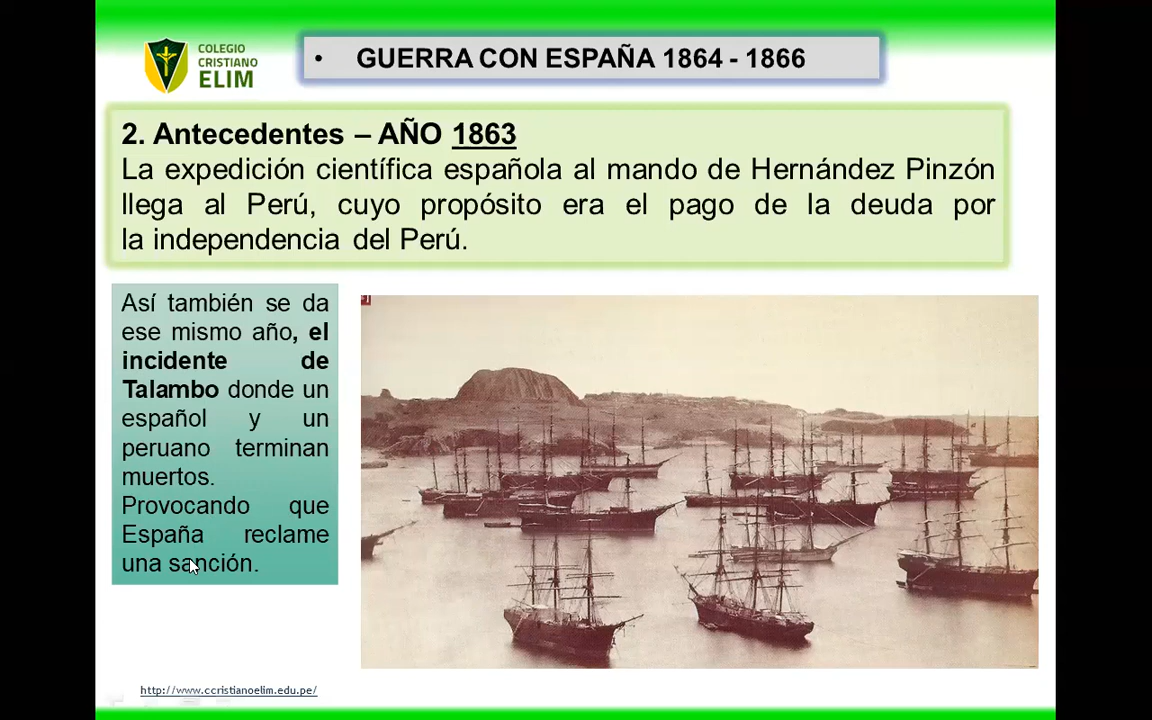 COLEGIO
CRISTIANO
ELIM
• GUERRA CON ESPAÑA 1864 - 1866
2. Antecedentes – AÑO 1863
La expedición científica española al mando de Hernández Pinzón
llega al Perú, cuyo propósito era el pago de la deuda por
la independencia del Perú.
Así también se da
ese mismo año, el
incidente de
Talambo donde un
español y un
peruano terminan
muertos.
Provocando que
España reclame
una sanción.
http://www.ccristianoelim.edu.pe/